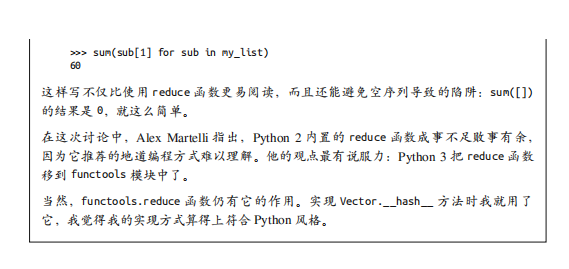 >>> sum(sub[1] for sub in my_list)
60
这样写不仅比使用 reduce 函数更易阅读，而且还能避免空序列导致的陷阱：sum([])
的结果是 0，就这么简单。
在这次讨论中，Alex Martelli 指出，Python 2 内置的 reduce 函数成事不足败事有余，
因为它推荐的地道编程方式难以理解。他的观点最有说服力：Python 3 把 reduce 函数
移到 functools 模块中了。
当然，functools.reduce 函数仍有它的作用。实现 Vector.__hash__ 方法时我就用了
它，我觉得我的实现方式算得上符合 Python 风格。